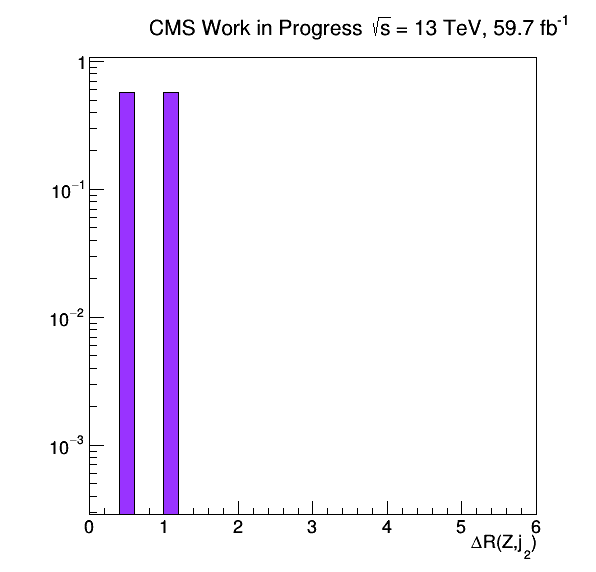 CMS Work in Progress √s = 13 TeV, 59.7 fb⁻¹
1
10⁻¹
10⁻²
10⁻³
0 1 2 3 4 5 6
ΔR(Z,j₂)